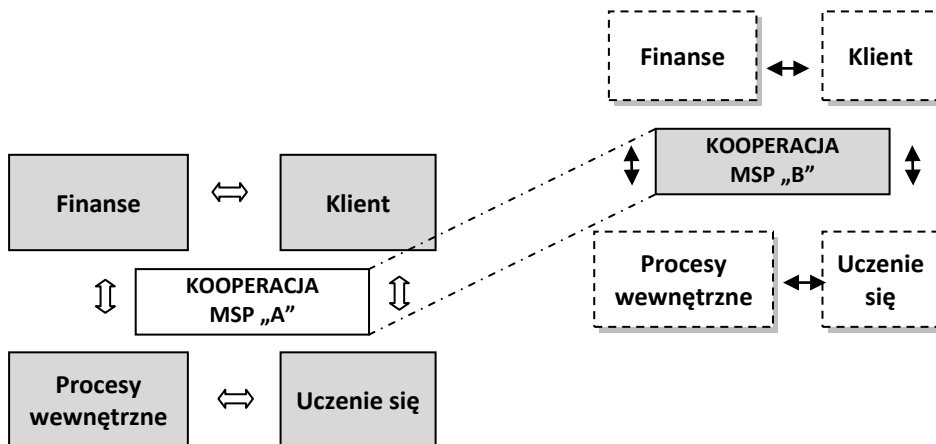 Finanse
Klient
KOOPERACJA
MSP „B”
Procesy
wewnętrzne
Uczenie
się
Finanse
Klient
KOOPERACJA
MSP „A”
Procesy
wewnętrzne
Uczenie się